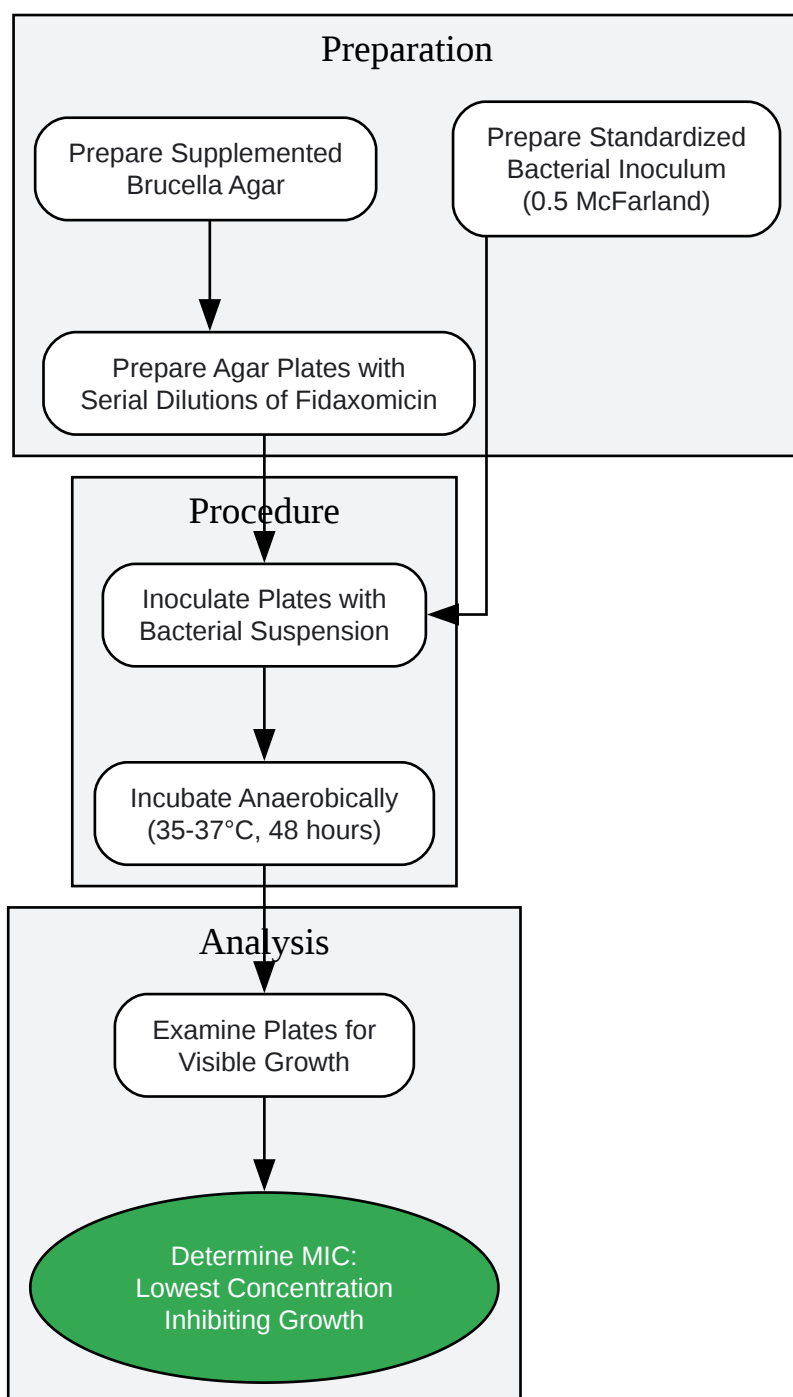 Preparation
Prepare Supplemented
Brucella Agar
Prepare Standardized
Bacterial Inoculum
(0.5 McFarland)
Prepare Agar Plates with
Serial Dilutions of Fidaxomicin
Procedure
Inoculate Plates with
Bacterial Suspension
Incubate Anaerobically
(35-37°C, 48 hours)
Analysis
Examine Plates for
Visible Growth
Determine MIC:
Lowest Concentration
Inhibiting Growth